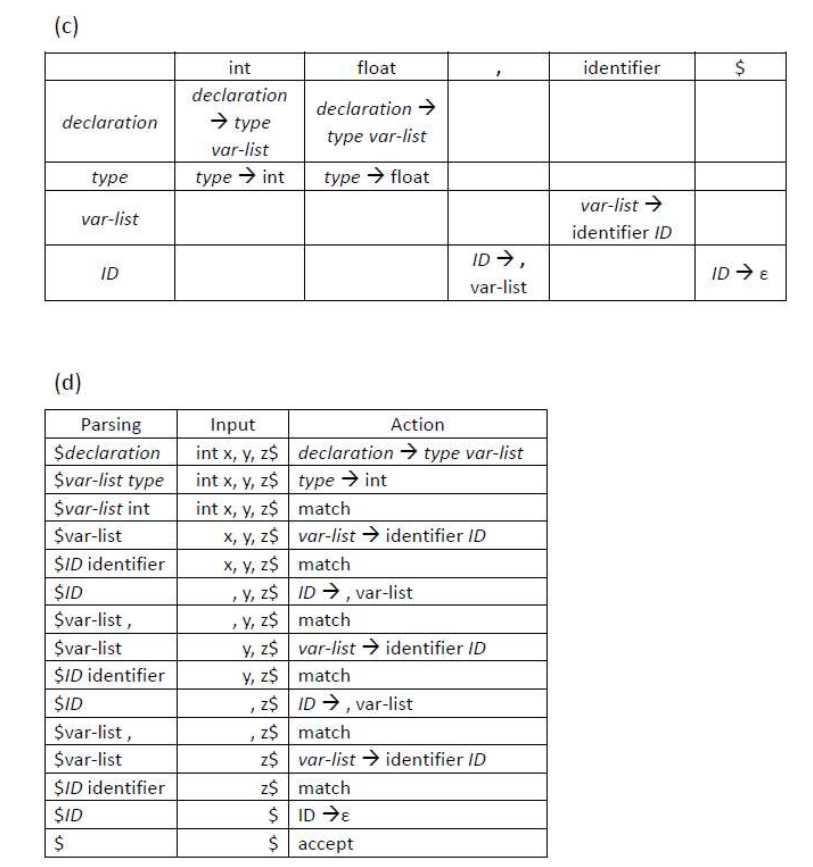 (c)
int float , identifier $
declaration declaration → type var-list declaration → type var-list
type type → int type → float
var-list var-list → identifier ID
ID ID → , var-list ID → ε
(d)
Parsing Input Action
$declaration int x, y, z$ declaration → type var-list
$var-list type int x, y, z$ type → int
$var-list int int x, y, z$ match
$var-list x, y, z$ var-list → identifier ID
$ID identifier x, y, z$ match
$ID , y, z$ ID → , var-list
$var-list , , y, z$ match
$var-list y, z$ var-list → identifier ID
$ID identifier y, z$ match
$ID , z$ ID → , var-list
$var-list , , z$ match
$var-list z$ var-list → identifier ID
$ID identifier z$ match
$ID $ ID →ε
$ $ accept